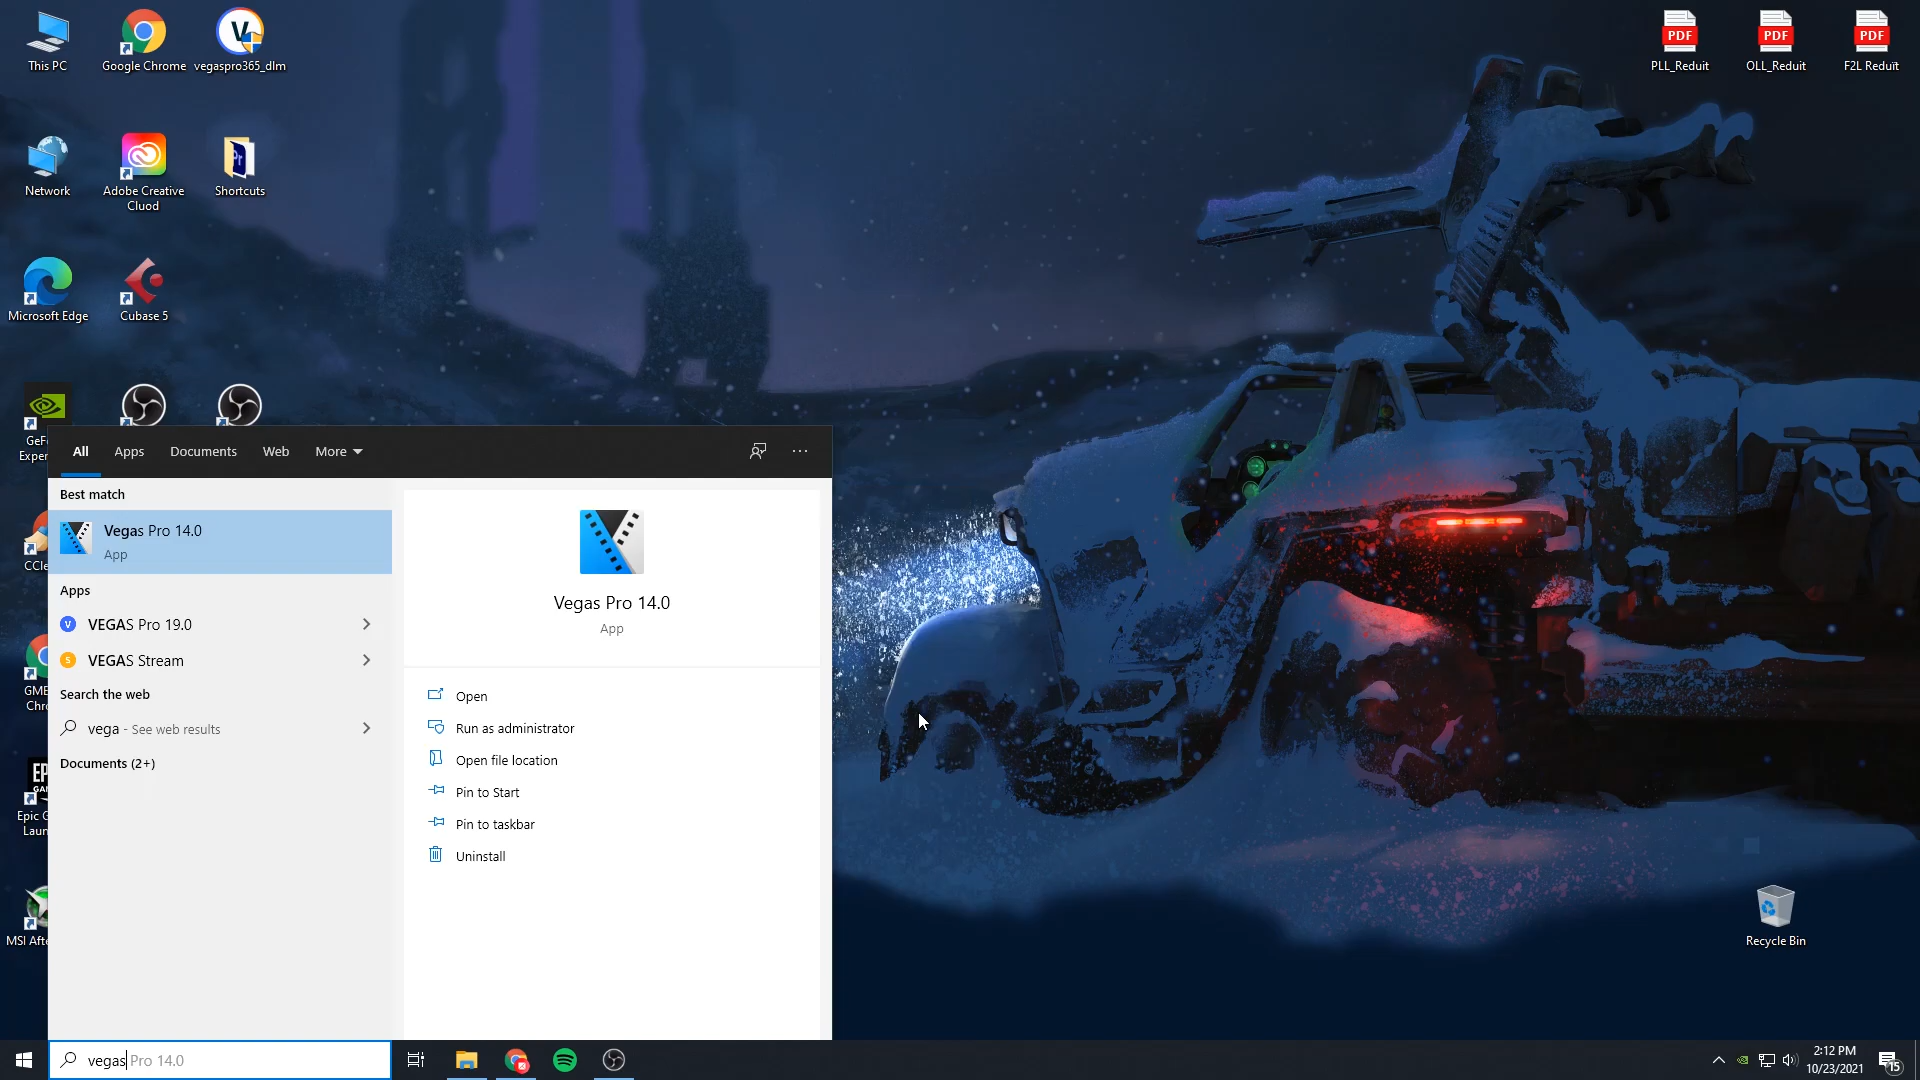 This PC
Google Chrome
vegaspro365_dlm
PLL_Reduit
OLL_Reduit
F2L Reduit
Network
Adobe Creative
Cluod
Shortcuts
Microsoft Edge
Cubase 5
All
Apps
Documents
Web
More
Best match
Vegas Pro 14.0
App
Apps
VEGAS Pro 19.0
VEGAS Stream
Search the web
vega - See web results
Documents (2+)
Vegas Pro 14.0
App
Open
Run as administrator
Open file location
Pin to Start
Pin to taskbar
Uninstall
MSI Afte
Recycle Bin
vegas Pro 14.0
2:12 PM
10/23/2021
15